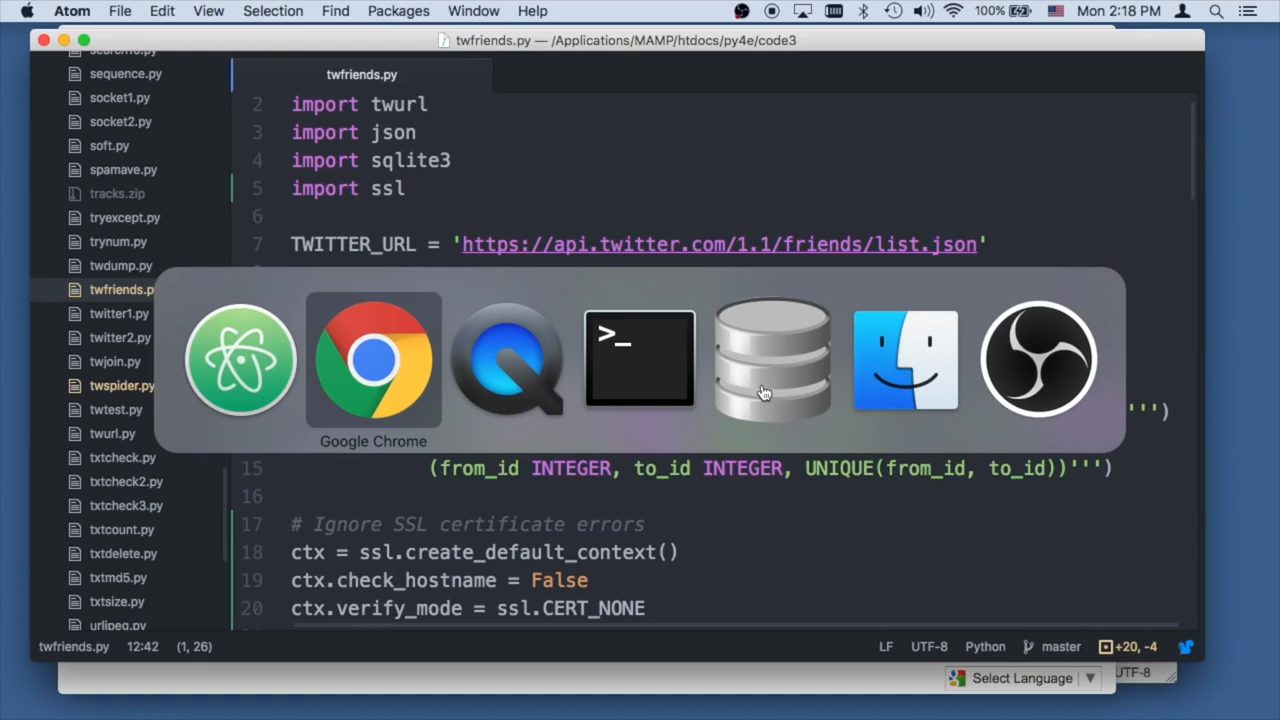 Atom File Edit View Selection Find Packages Window Help 100% Mon 2:18 PM
twfriends.py — /Applications/MAMP/htdocs/py4e/code3
twfriends.py
sequence.py
socket1.py
socket2.py
soft.py
spamave.py
tracks.zip
tryexcept.py
trynum.py
twdump.py
twfriends.p
twitter1.py
twitter2.py
twjoin.py
twspider.py
twtest.py
twurl.py
txtcheck.py
txtcheck2.py
txtcheck3.py
txtcount.py
txtdelete.py
txtmd5.py
txtsize.py
urljpeg.py
2 import twurl
3 import json
4 import sqlite3
5 import ssl
6
7 TWITTER_URL = 'https://api.twitter.com/1.1/friends/list.json'
''')
>_
Google Chrome
15 (from_id INTEGER, to_id INTEGER, UNIQUE(from_id, to_id))''')
16
17 # Ignore SSL certificate errors
18 ctx = ssl.create_default_context()
19 ctx.check_hostname = False
20 ctx.verify_mode = ssl.CERT_NONE
twfriends.py 12:42 (1, 26) LF UTF-8 Python master +20, -4
Select Language ▼ UTF-8